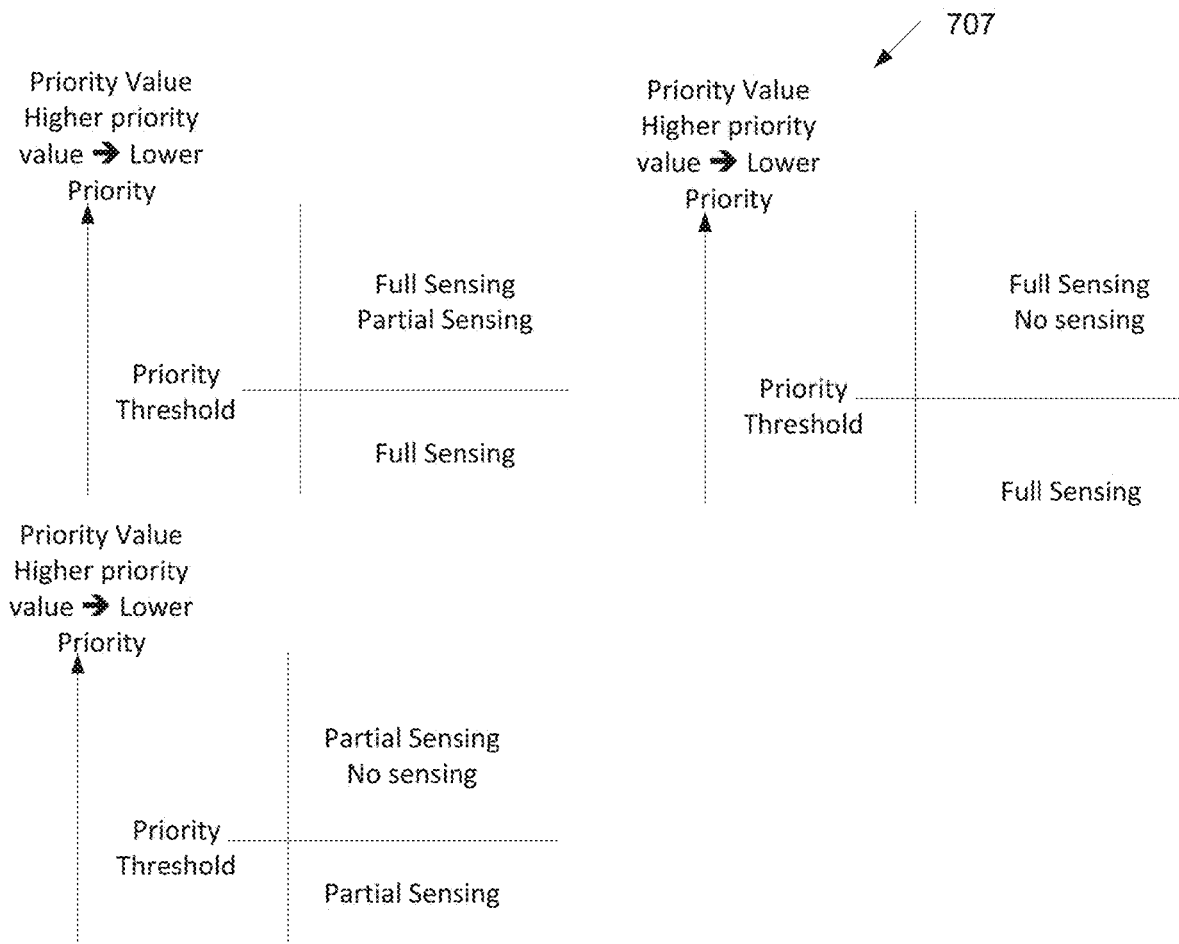 707
Priority Value
Higher priority
value ➔ Lower
Priority
Full Sensing
Partial Sensing
Priority
Threshold
Full Sensing
Priority Value
Higher priority
value ➔ Lower
Priority
Full Sensing
No sensing
Priority
Threshold
Full Sensing
Priority Value
Higher priority
value ➔ Lower
Priority
Partial Sensing
No sensing
Priority
Threshold
Partial Sensing